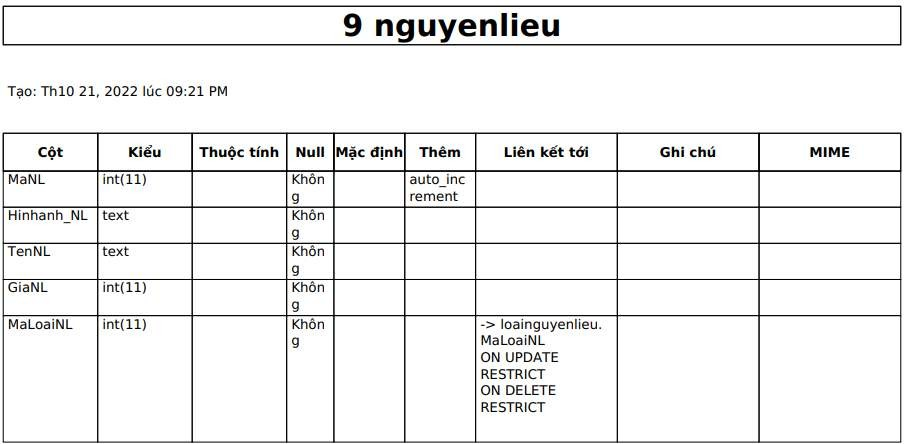 9 nguyenlieu
Tạo: Th10 21, 2022 lúc 09:21 PM
Cột Kiểu Thuộc tính Null Mặc định Thêm Liên kết tới Ghi chú MIME
MaNL int(11) Khôn auto_inc
g rement
Hinhanh_NL text Khôn
g
TenNL text Khôn
g
GiaNL int(11) Khôn
g
MaLoaiNL int(11) Khôn -> loainguyenlieu.
g MaLoaiNL
ON UPDATE
RESTRICT
ON DELETE
RESTRICT